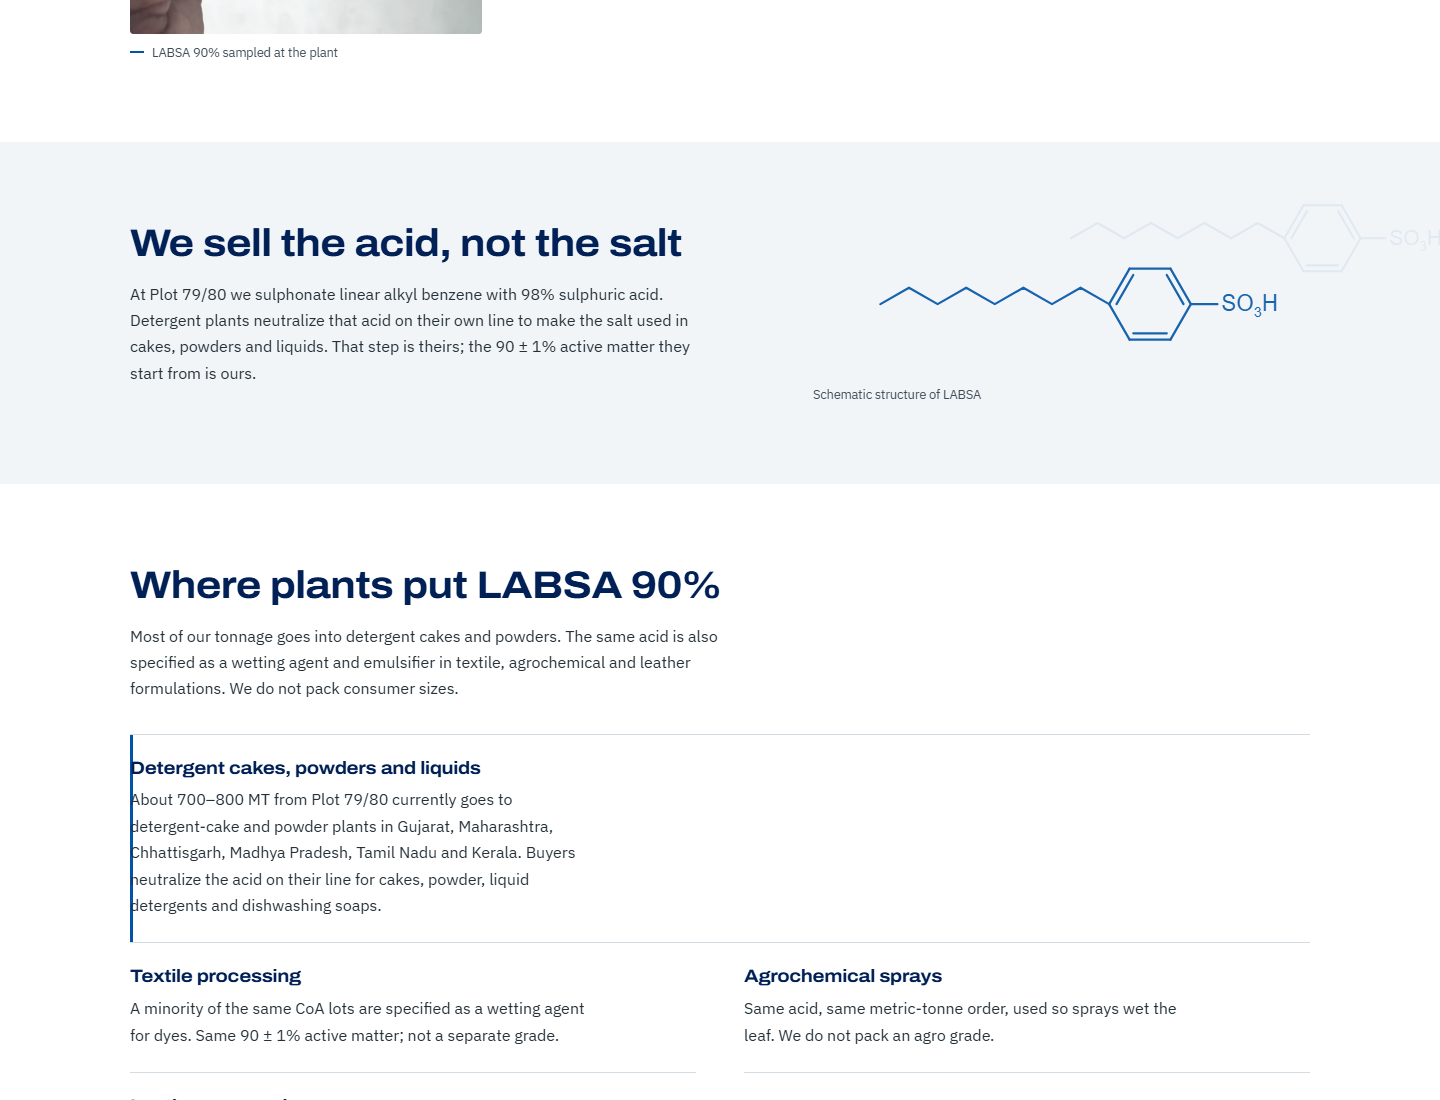 LABSA 90% sampled at the plant
We sell the acid, not the salt
At Plot 79/80 we sulphonate linear alkyl benzene with 98% sulphuric acid.
Detergent plants neutralize that acid on their own line to make the salt used in
cakes, powders and liquids. That step is theirs; the 90 ± 1% active matter they
start from is ours.
SO3H
SO3H
Schematic structure of LABSA
Where plants put LABSA 90%
Most of our tonnage goes into detergent cakes and powders. The same acid is also
specified as a wetting agent and emulsifier in textile, agrochemical and leather
formulations. We do not pack consumer sizes.
Detergent cakes, powders and liquids
About 700–800 MT from Plot 79/80 currently goes to
detergent-cake and powder plants in Gujarat, Maharashtra,
Chhattisgarh, Madhya Pradesh, Tamil Nadu and Kerala. Buyers
neutralize the acid on their line for cakes, powder, liquid
detergents and dishwashing soaps.
Textile processing
A minority of the same CoA lots are specified as a wetting agent
for dyes. Same 90 ± 1% active matter; not a separate grade.
Agrochemical sprays
Same acid, same metric-tonne order, used so sprays wet the
leaf. We do not pack an agro grade.